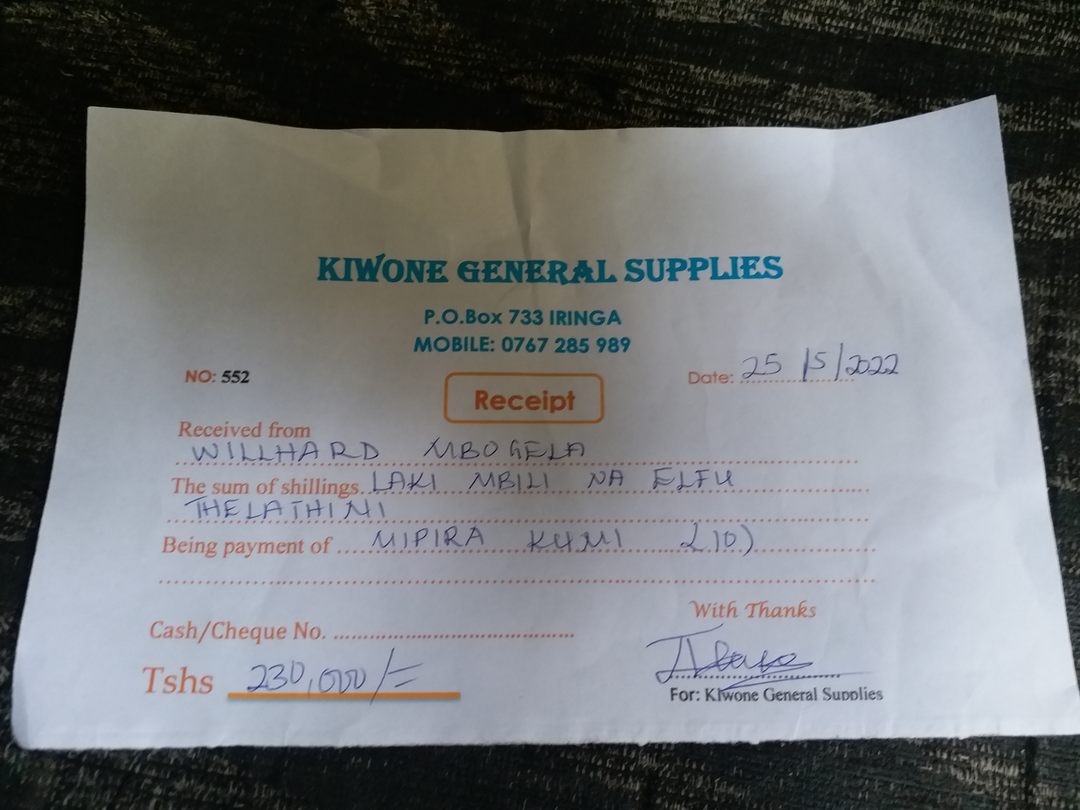 KIWONE GENERAL SUPPLIES
P.O.Box 733 IRINGA
MOBILE: 0767 285 989
NO: 552
Date: 25/5/2022
Receipt
Received from
WILLHARD MBOGELA
The sum of shillings LAKI MBILI NA ELFU
THELATHINI
Being payment of MIPIRA KUMI (10)
With Thanks
Cash/Cheque No.
Tshs 230,000/=
For: Kiwone General Supplies